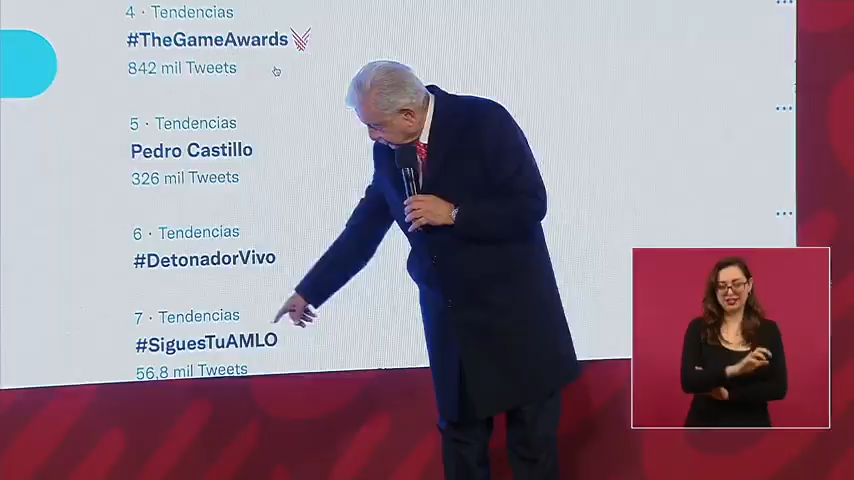 4 · Tendencias
#TheGameAwards
842 mil Tweets
5 · Tendencias
Pedro Castillo
326 mil Tweets
6 · Tendencias
#DetonadorVivo
7 · Tendencias
#SiguesTuAMLO
56,8 mil Tweets